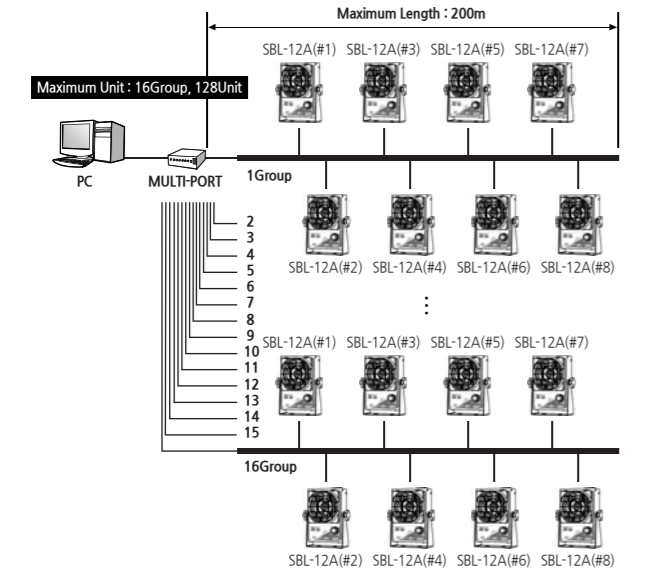 Maximum Length : 200m
SBL-12A(#1) SBL-12A(#3) SBL-12A(#5) SBL-12A(#7)
Maximum Unit : 16Group, 128Unit
PC
MULTI-PORT
1Group
SBL-12A(#2) SBL-12A(#4) SBL-12A(#6) SBL-12A(#8)
2
3
4
5
6
7
8
9
10
11
12
13
14
15
SBL-12A(#1) SBL-12A(#3) SBL-12A(#5) SBL-12A(#7)
16Group
SBL-12A(#2) SBL-12A(#4) SBL-12A(#6) SBL-12A(#8)